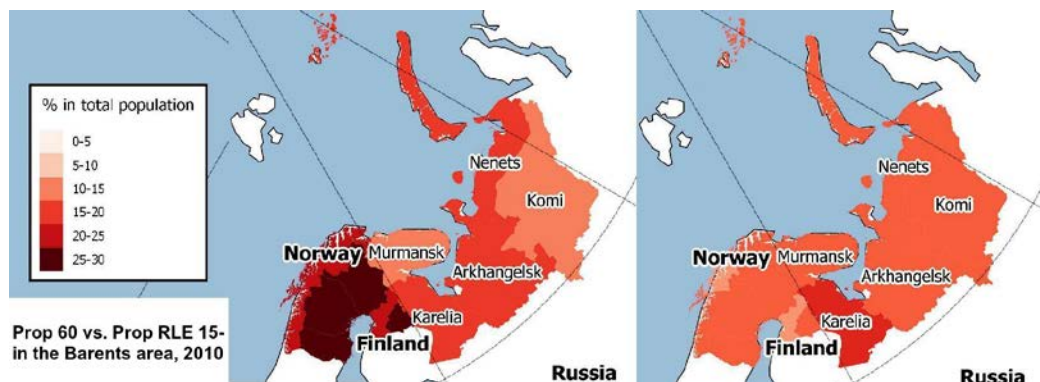 % in total population
0-5
5-10
10-15
15-20
20-25
25-30
Prop 60 vs. Prop RLE 15-
in the Barents area, 2010
Nenets
Komi
Norway
Murmansk
Arkhangelsk
Karelia
Finland
Russia
Nenets
Komi
Norway
Murmansk
Arkhangelsk
Karelia
Finland
Russia